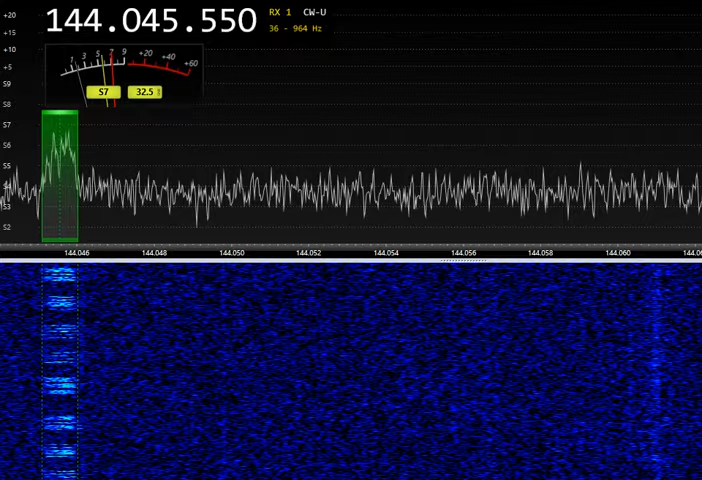 144.045.550 RX 1 CW-U
36 - 964 Hz
+20
+15
+10
+5
S9
S8
S7
S6
S5
S3
S2
1 3 5 7 9 +20 +40 +60
S7 32.5
144.046 144.048 144.050 144.052 144.054 144.056 144.058 144.060